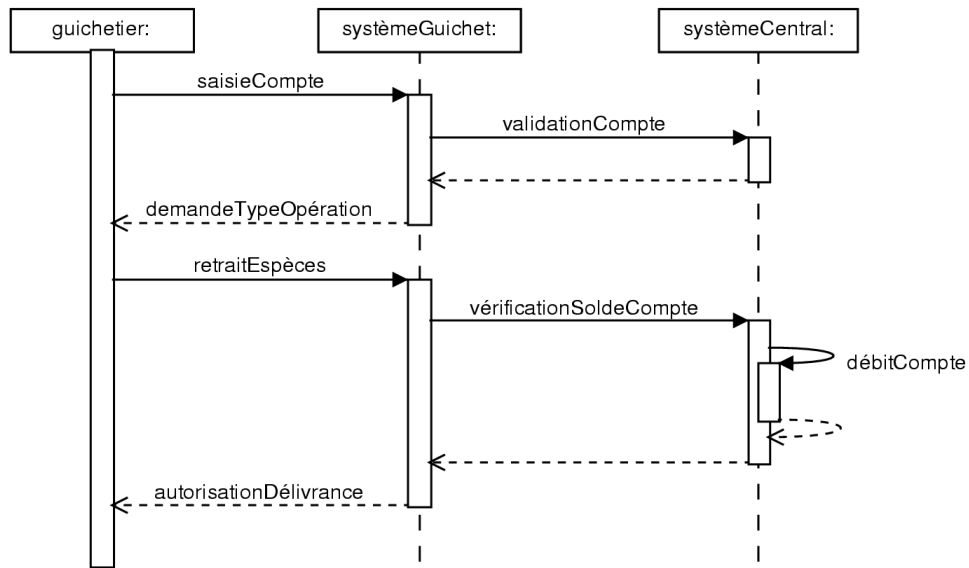 guichetier:
systèmeGuichet:
systèmeCentral:
saisieCompte
validationCompte
demandeTypeOpération
retraitEspèces
vérificationSoldeCompte
débitCompte
autorisationDélivrance